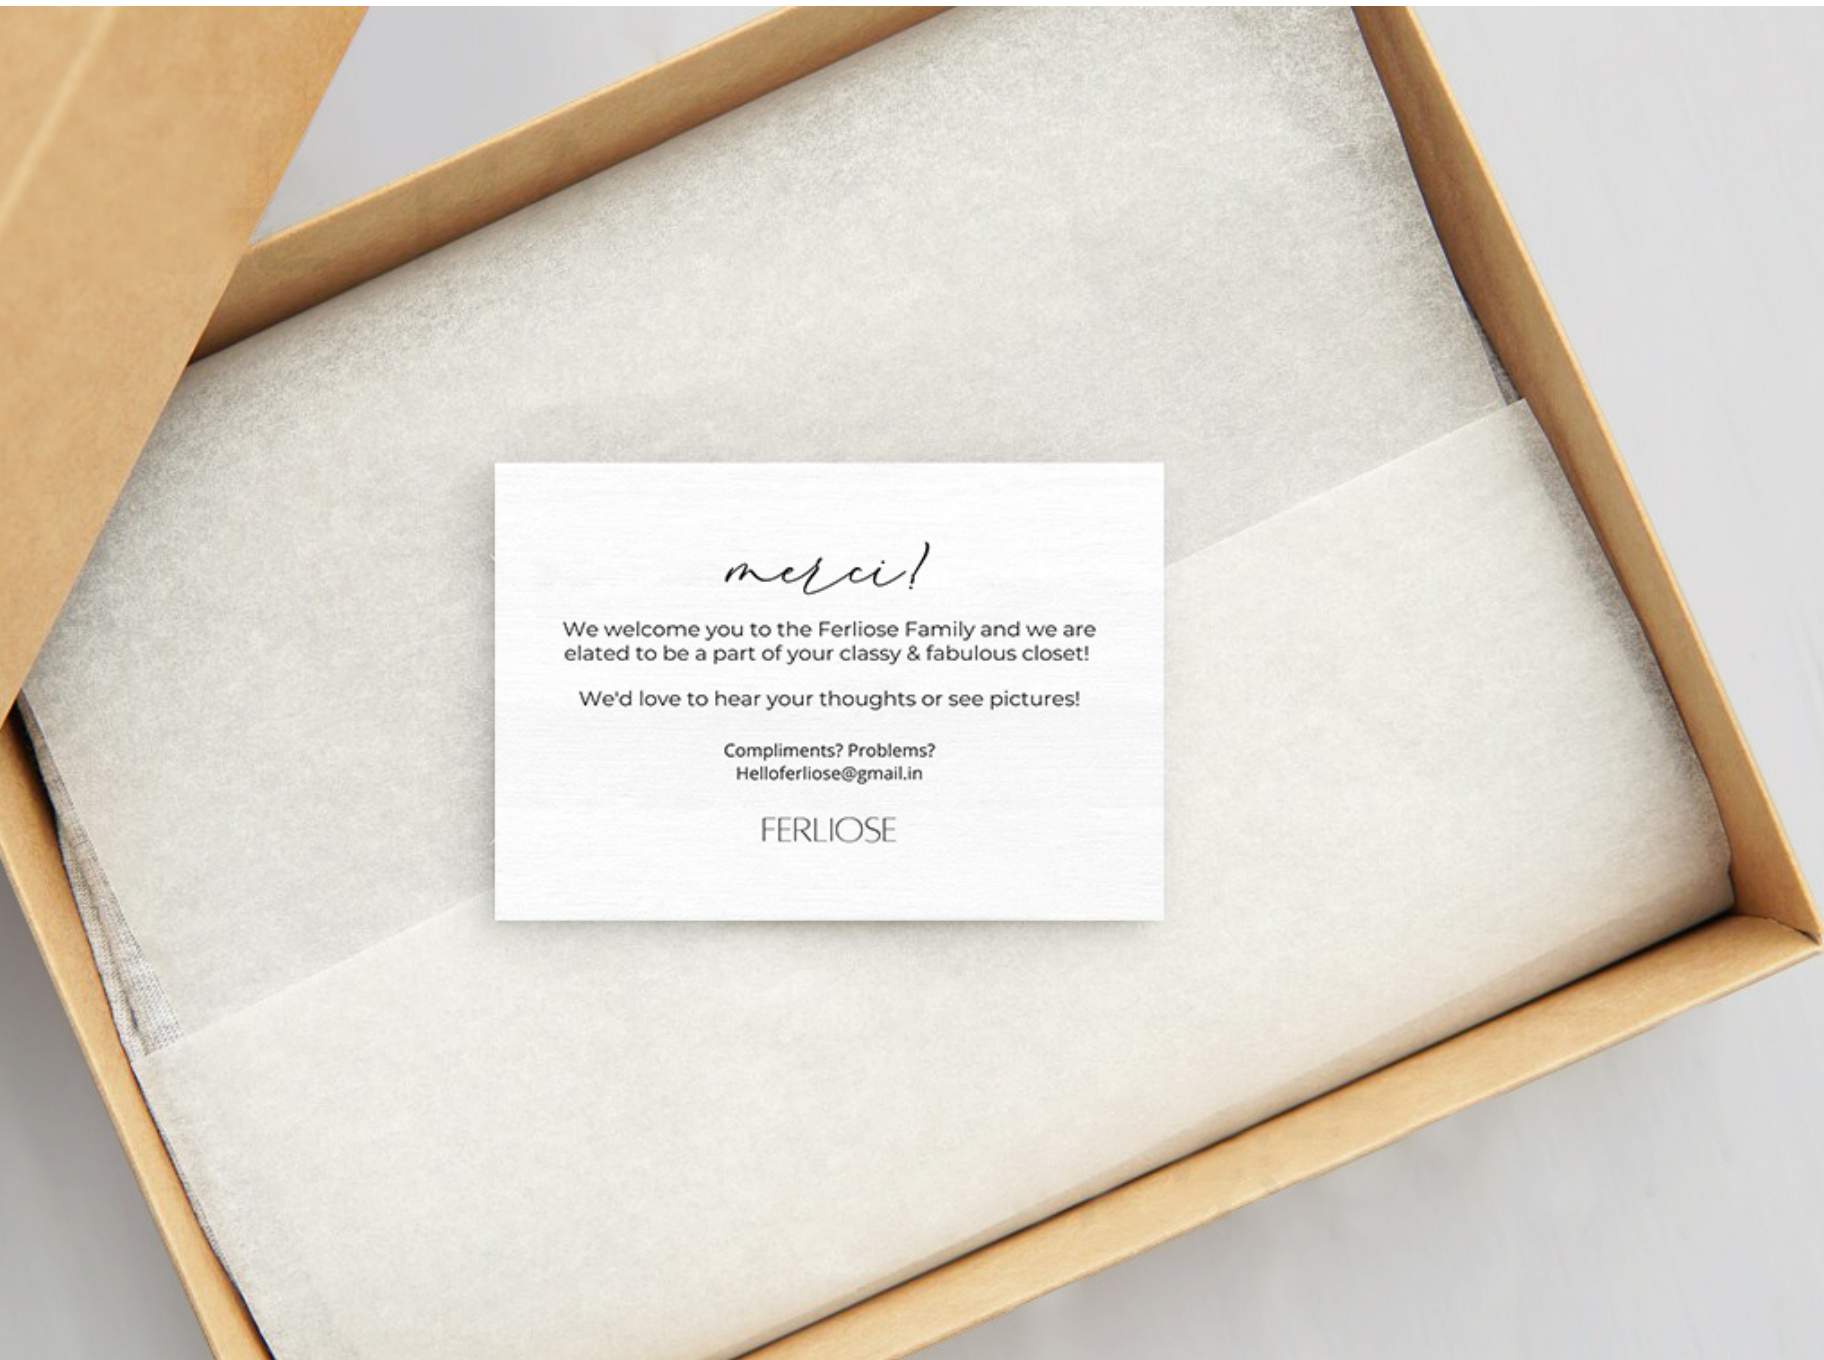 merci!
We welcome you to the Ferliose Family and we are
elated to be a part of your classy & fabulous closet!
We'd love to hear your thoughts or see pictures!
Compliments? Problems?
Helloferliose@gmail.in
FERLIOSE